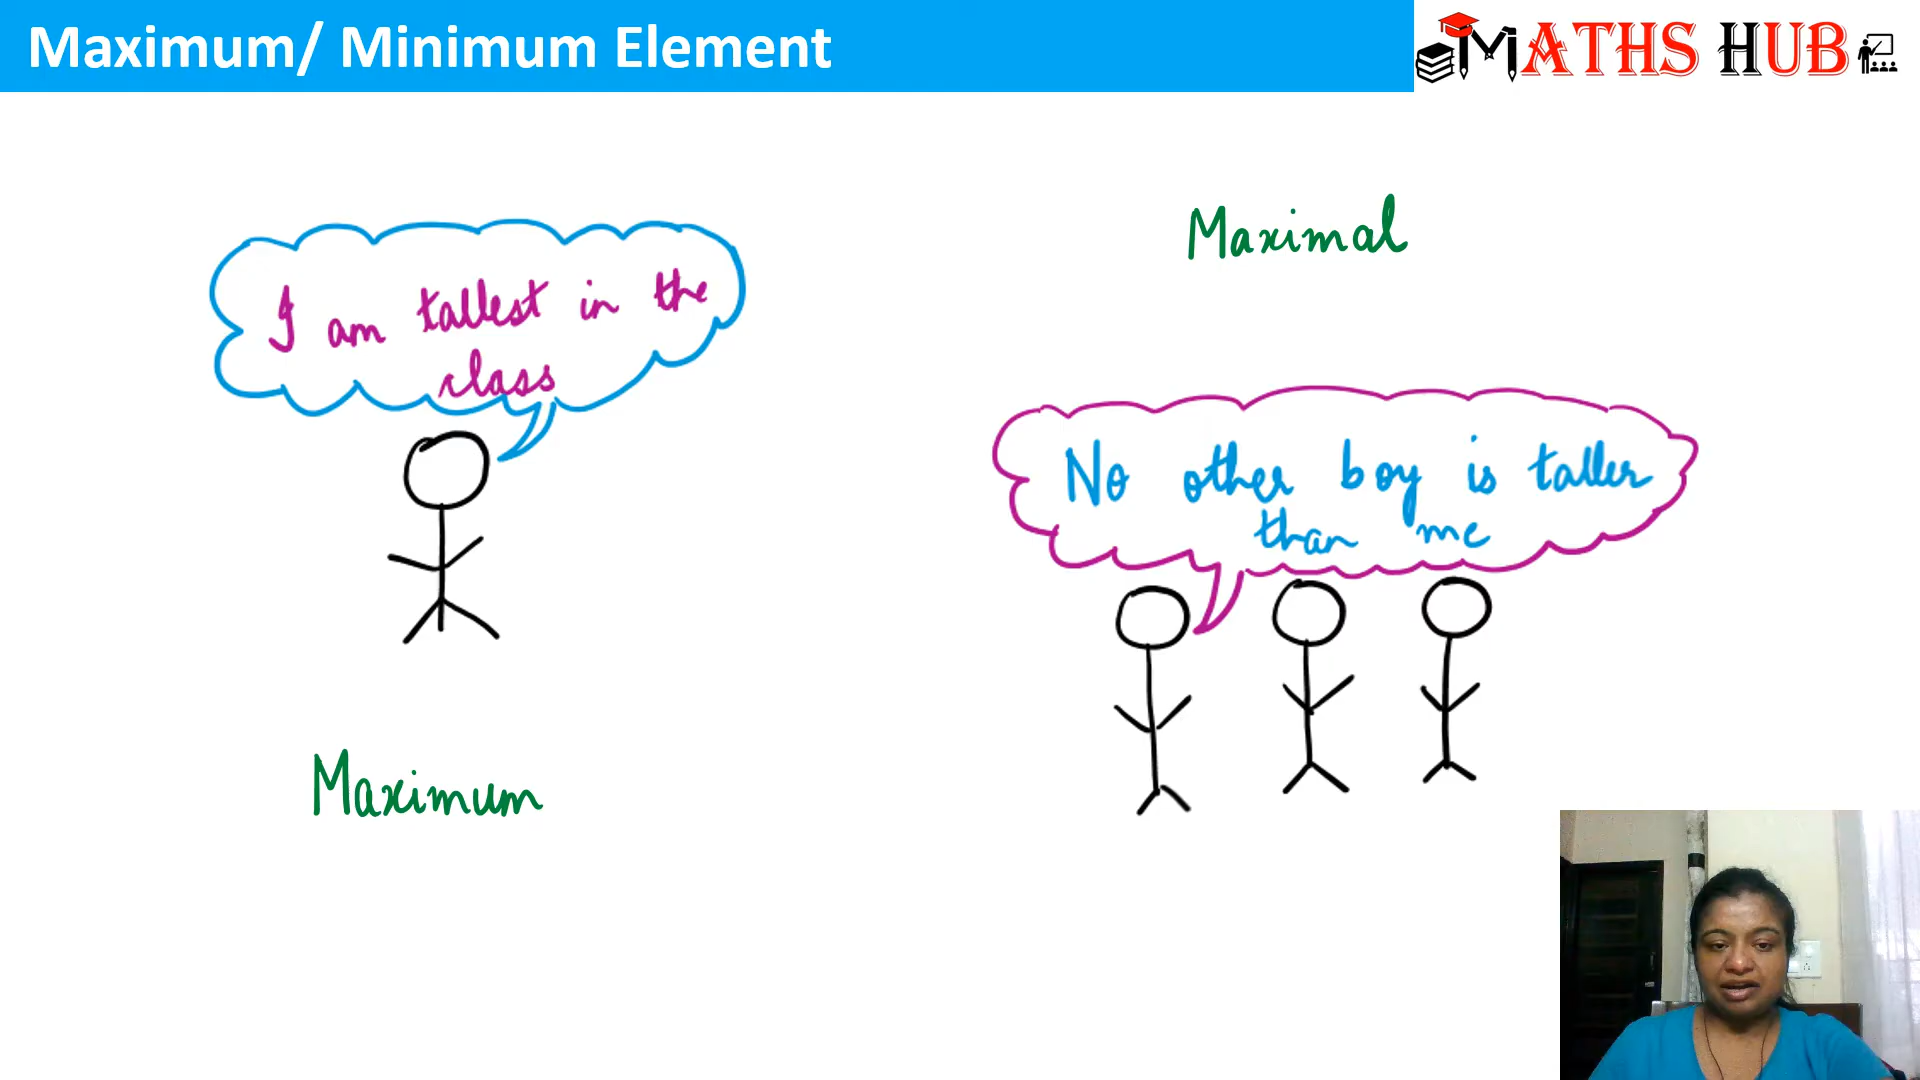 Maximum/ Minimum Element
MATHS HUB
I am tallest in the
class
Maximum
Maximal
No other boy is taller
than me